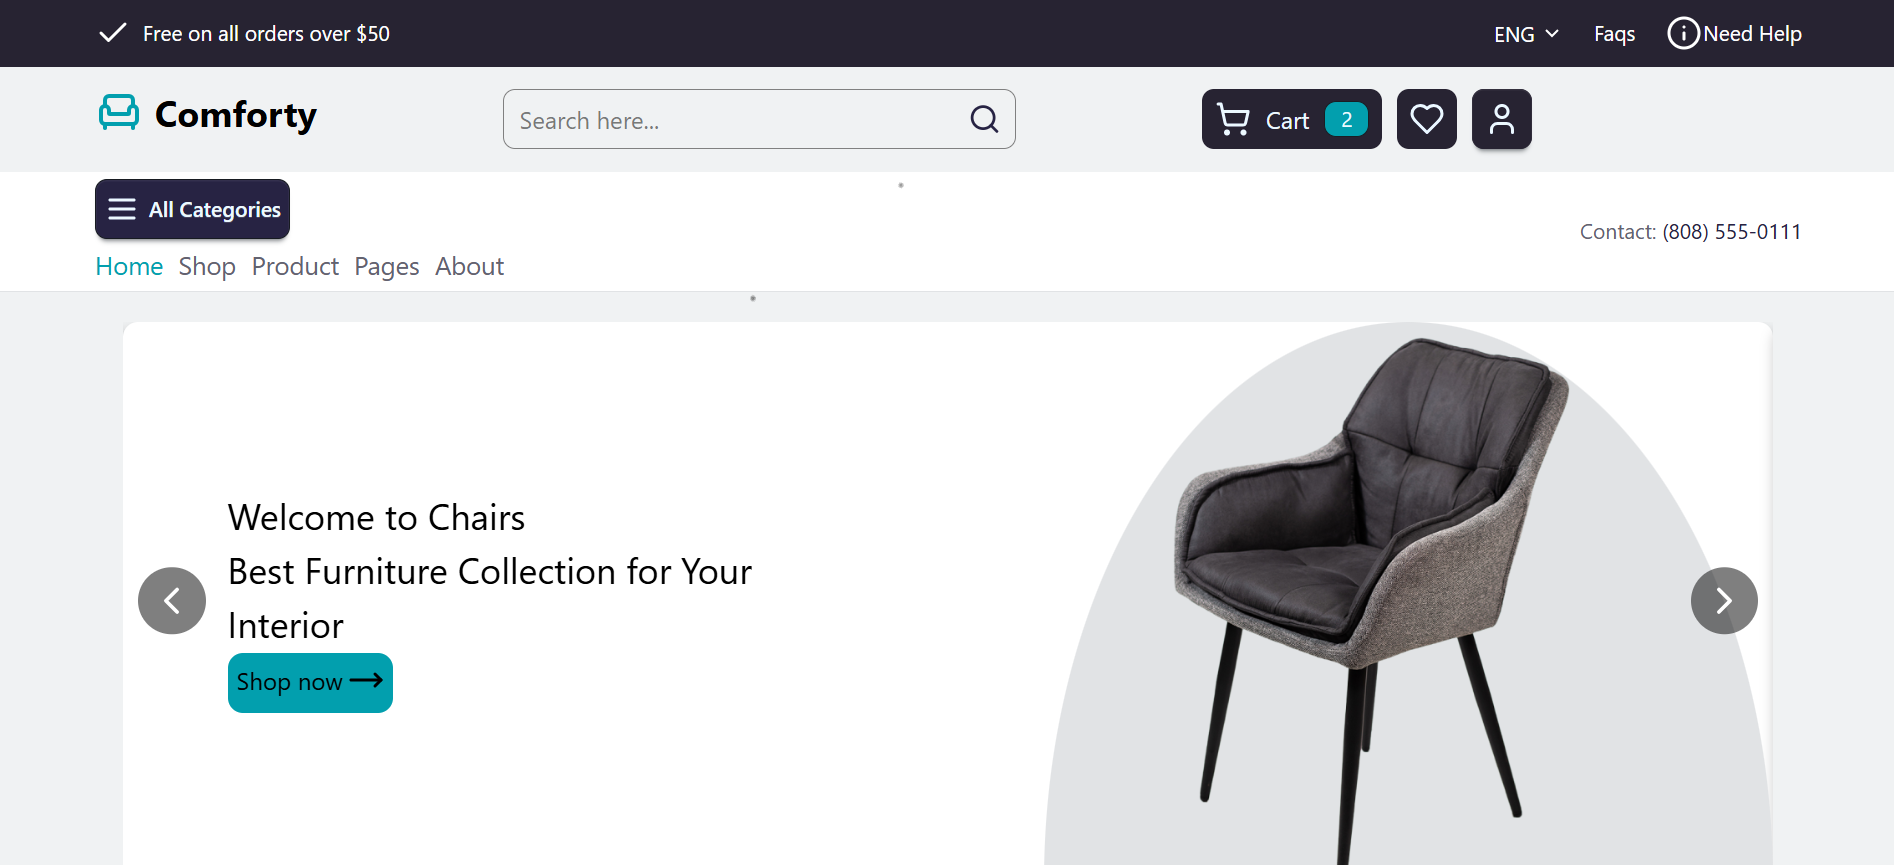 Free on all orders over $50
ENG
Faqs
Need Help
Comforty
Search here...
Cart 2
All Categories
Contact: (808) 555-0111
Home Shop Product Pages About
Welcome to Chairs
Best Furniture Collection for Your
Interior
Shop now